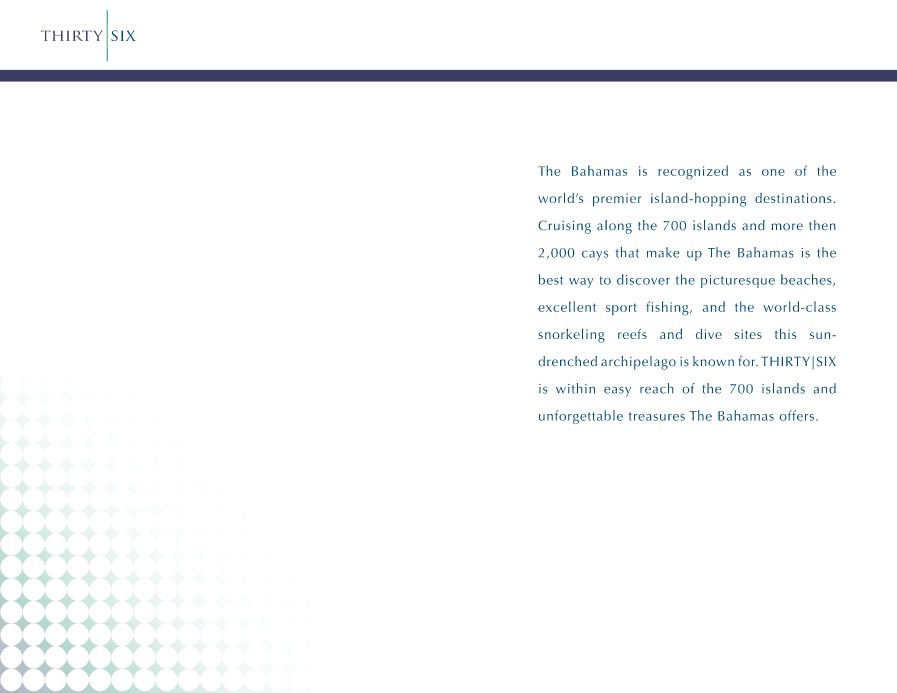 THIRTY|SIX
The Bahamas is recognized as one of the
world's premier island-hopping destinations.
Cruising along the 700 islands and more then
2,000 cays that make up The Bahamas is the
best way to discover the picturesque beaches,
excellent sport fishing, and the world-class
snorkeling reefs and dive sites this sun-
drenched archipelago is known for. THIRTY|SIX
is within easy reach of the 700 islands and
unforgettable treasures The Bahamas offers.